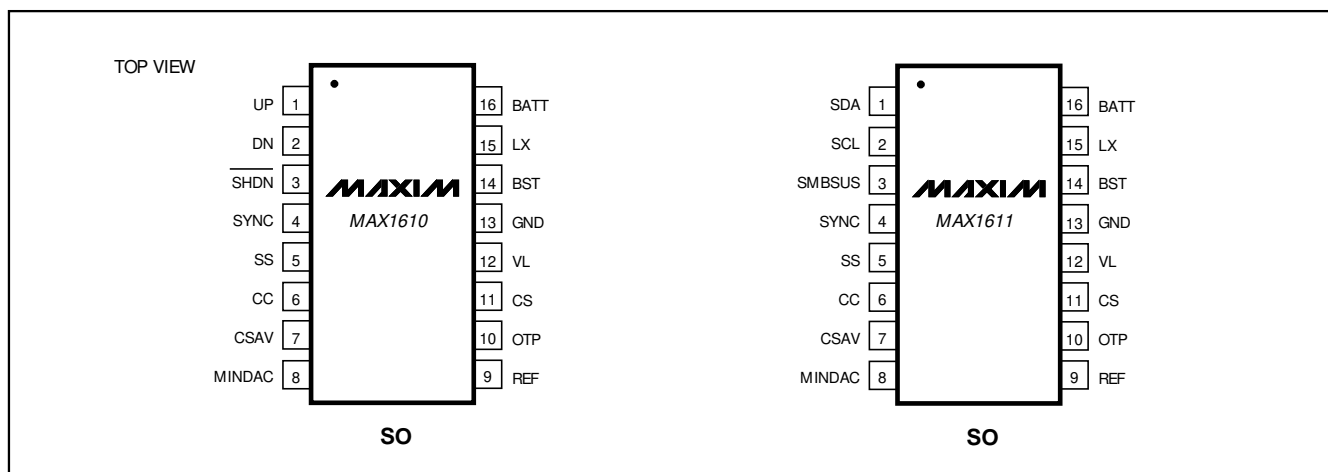 TOP VIEW
UP 1
DN 2
SHDN 3
SYNC 4
SS 5
CC 6
CSAV 7
MINDAC 8
16 BATT
15 LX
14 BST
13 GND
12 VL
11 CS
10 OTP
9 REF
MAXIM
MAX1610
SO
SDA 1
SCL 2
SMBSUS 3
SYNC 4
SS 5
CC 6
CSAV 7
MINDAC 8
16 BATT
15 LX
14 BST
13 GND
12 VL
11 CS
10 OTP
9 REF
MAXIM
MAX1611
SO